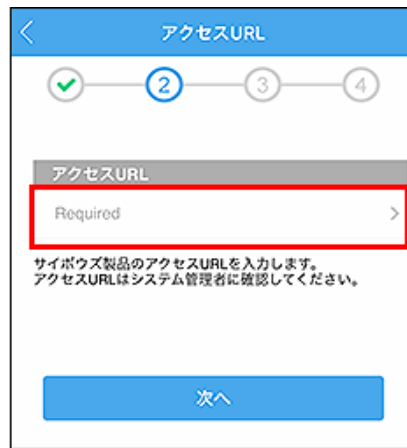 アクセスURL
2
3
4
アクセスURL
Required
サイボウズ製品のアクセスURLを入力します。
アクセスURLはシステム管理者に確認してください。
次へ